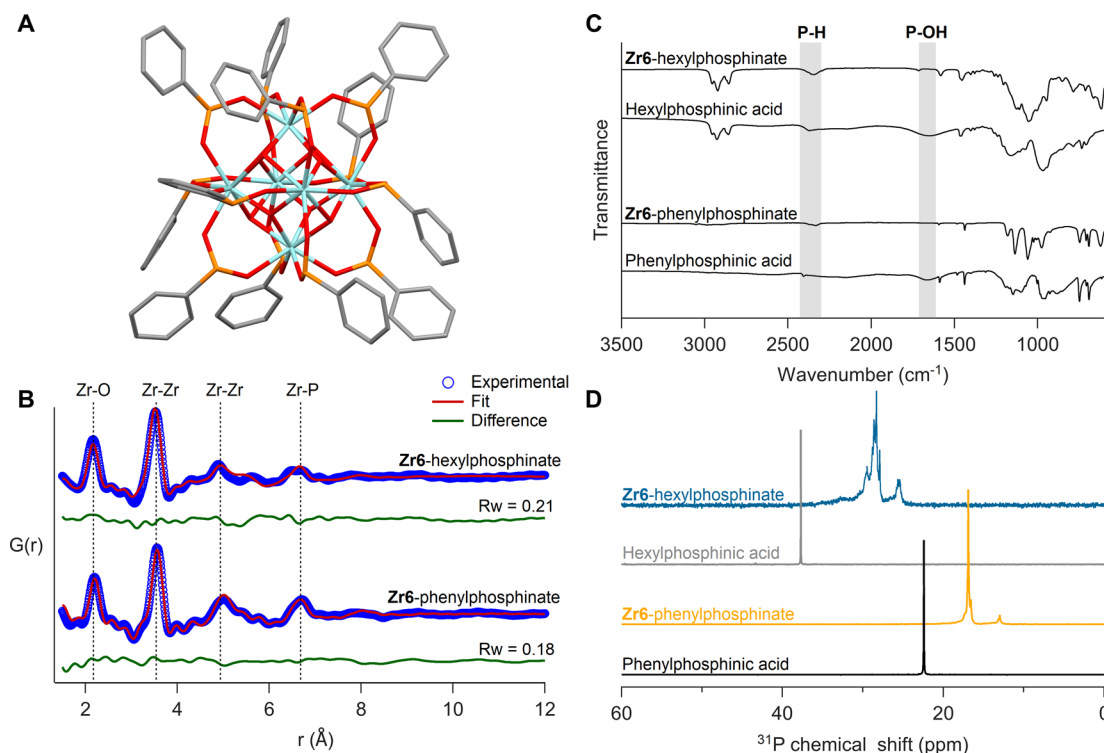 A
B
Zr-O
Zr-Zr
Zr-Zr
Zr-P
Experimental
Fit
Difference
Zr6-hexylphosphinate
Rw = 0.21
G(r)
Zr6-phenylphosphinate
Rw = 0.18
2
4
6
8
10
12
r (Å)
C
P-H
P-OH
Zr6-hexylphosphinate
Hexylphosphinic acid
Zr6-phenylphosphinate
Phenylphosphinic acid
Transmittance
3500
3000
2500
2000
1500
1000
Wavenumber (cm⁻¹)
D
Zr6-hexylphosphinate
Hexylphosphinic acid
Zr6-phenylphosphinate
Phenylphosphinic acid
60
40
20
0
³¹P chemical shift (ppm)